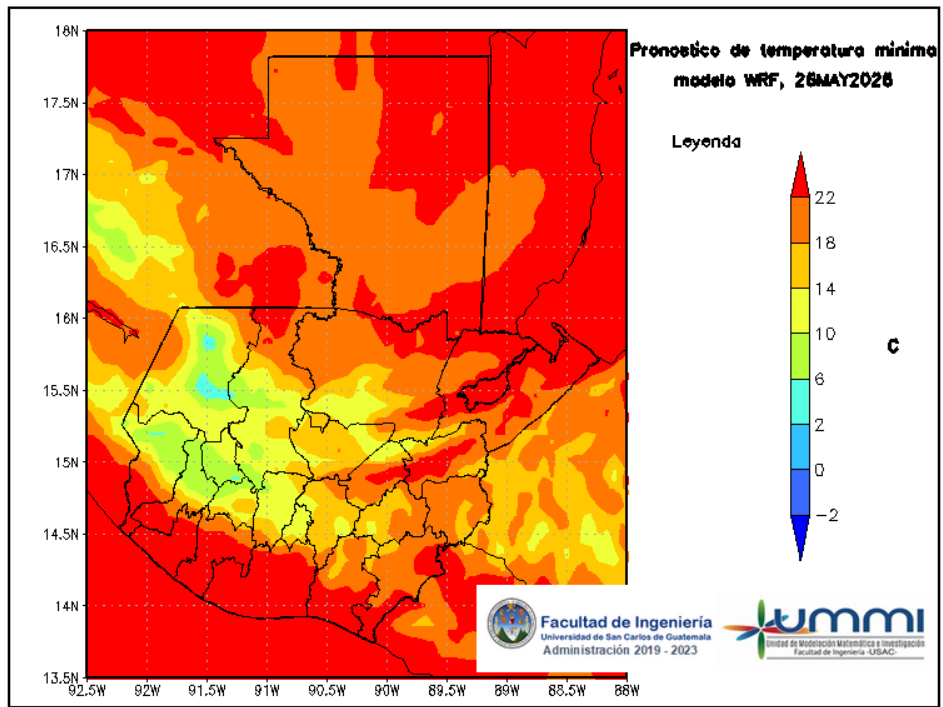 Pronostico de temperatura minima
modelo WRF, 26MAY2026
Leyenda
22
18
14
10
6
2
0
-2
C
18N
17.5N
17N
16.5N
16N
15.5N
15N
14.5N
14N
13.5N
92.5W 92W 91.5W 91W 90.5W 90W 89.5W 89W 88.5W 88W
Facultad de Ingeniería
Universidad de San Carlos de Guatemala
Administración 2019 - 2023
ummi
Unidad de Modelación Matemática e Investigación
Facultad de Ingeniería -USAC-